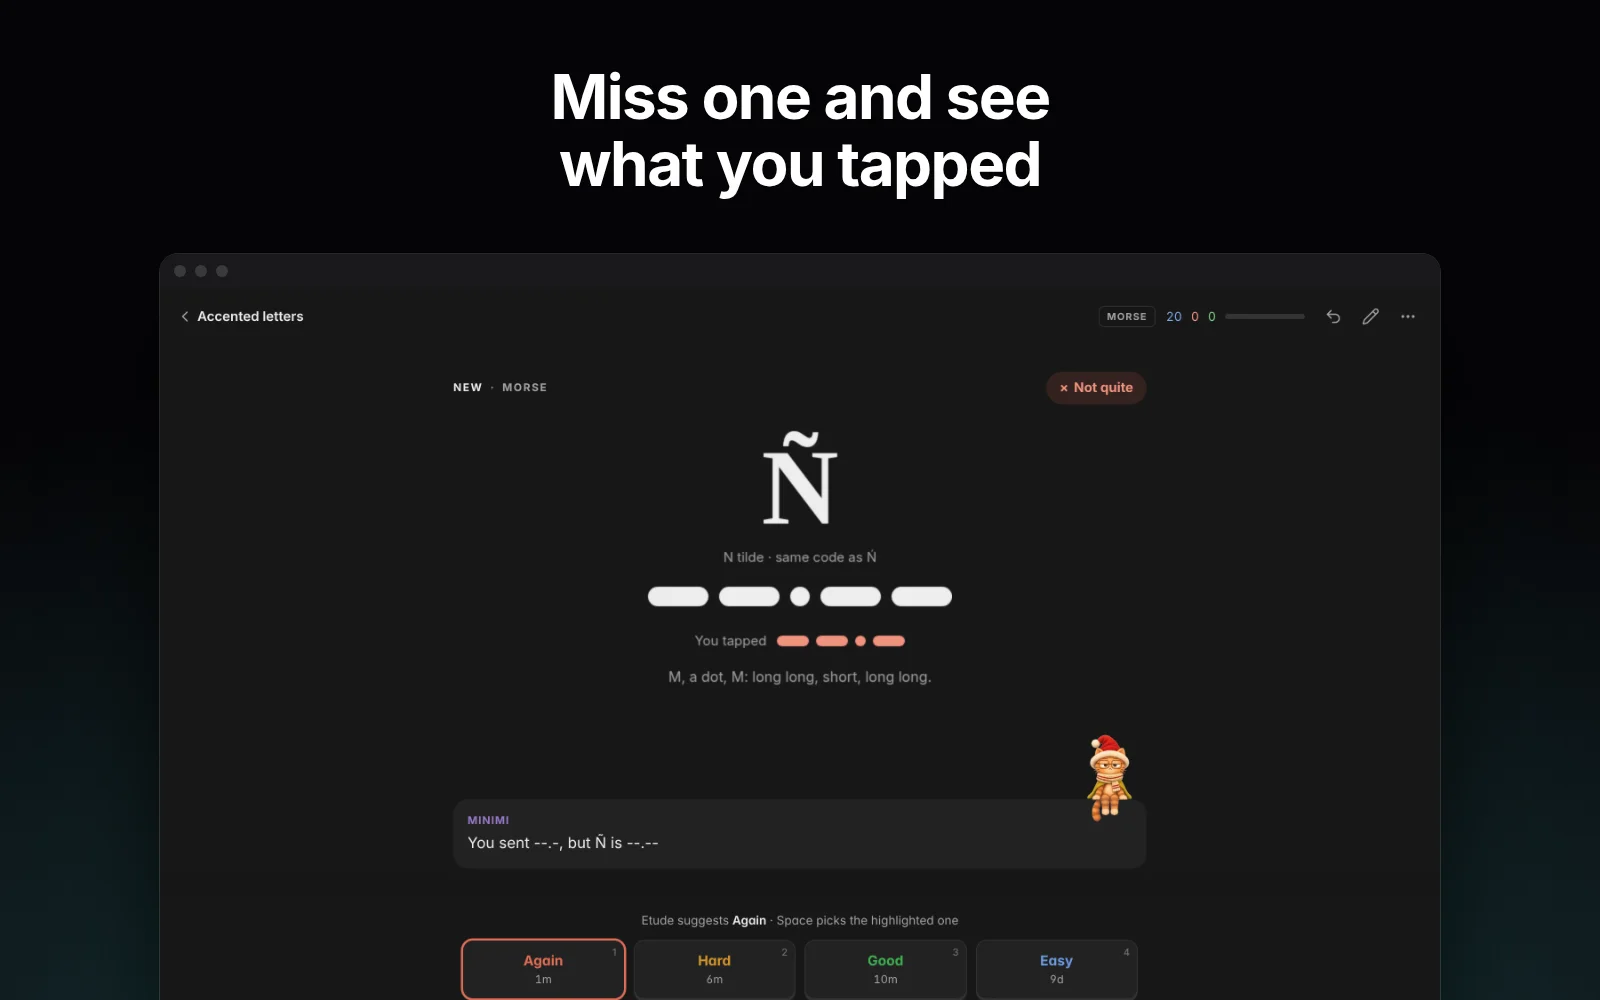 Miss one and see
what you tapped
Accented letters
MORSE 20 0 0
NEW · MORSE
× Not quite
Ñ
N tilde · same code as Ń
You tapped
M, a dot, M: long long, short, long long.
MINIMI
You sent --.-, but Ñ is --.--
Etude suggests Again · Space picks the highlighted one
Again 1
1m
Hard 2
6m
Good 3
10m
Easy 4
9d